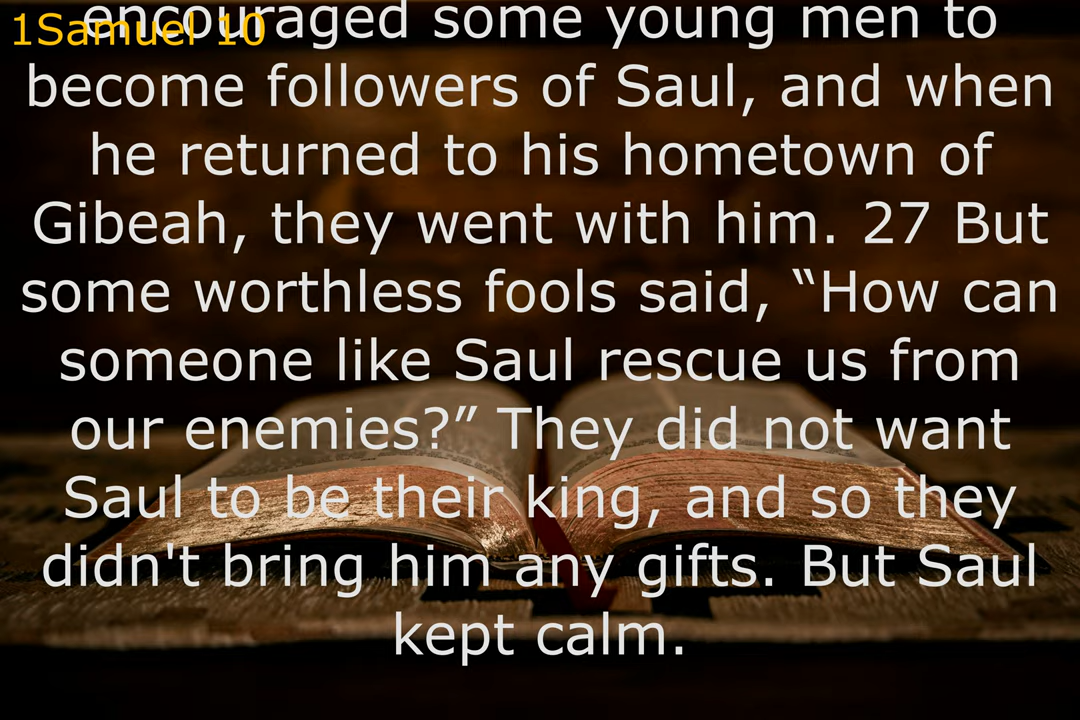 1Samuel 10
encouraged some young men to
become followers of Saul, and when
he returned to his hometown of
Gibeah, they went with him. 27 But
some worthless fools said, “How can
someone like Saul rescue us from
our enemies?” They did not want
Saul to be their king, and so they
didn't bring him any gifts. But Saul
kept calm.